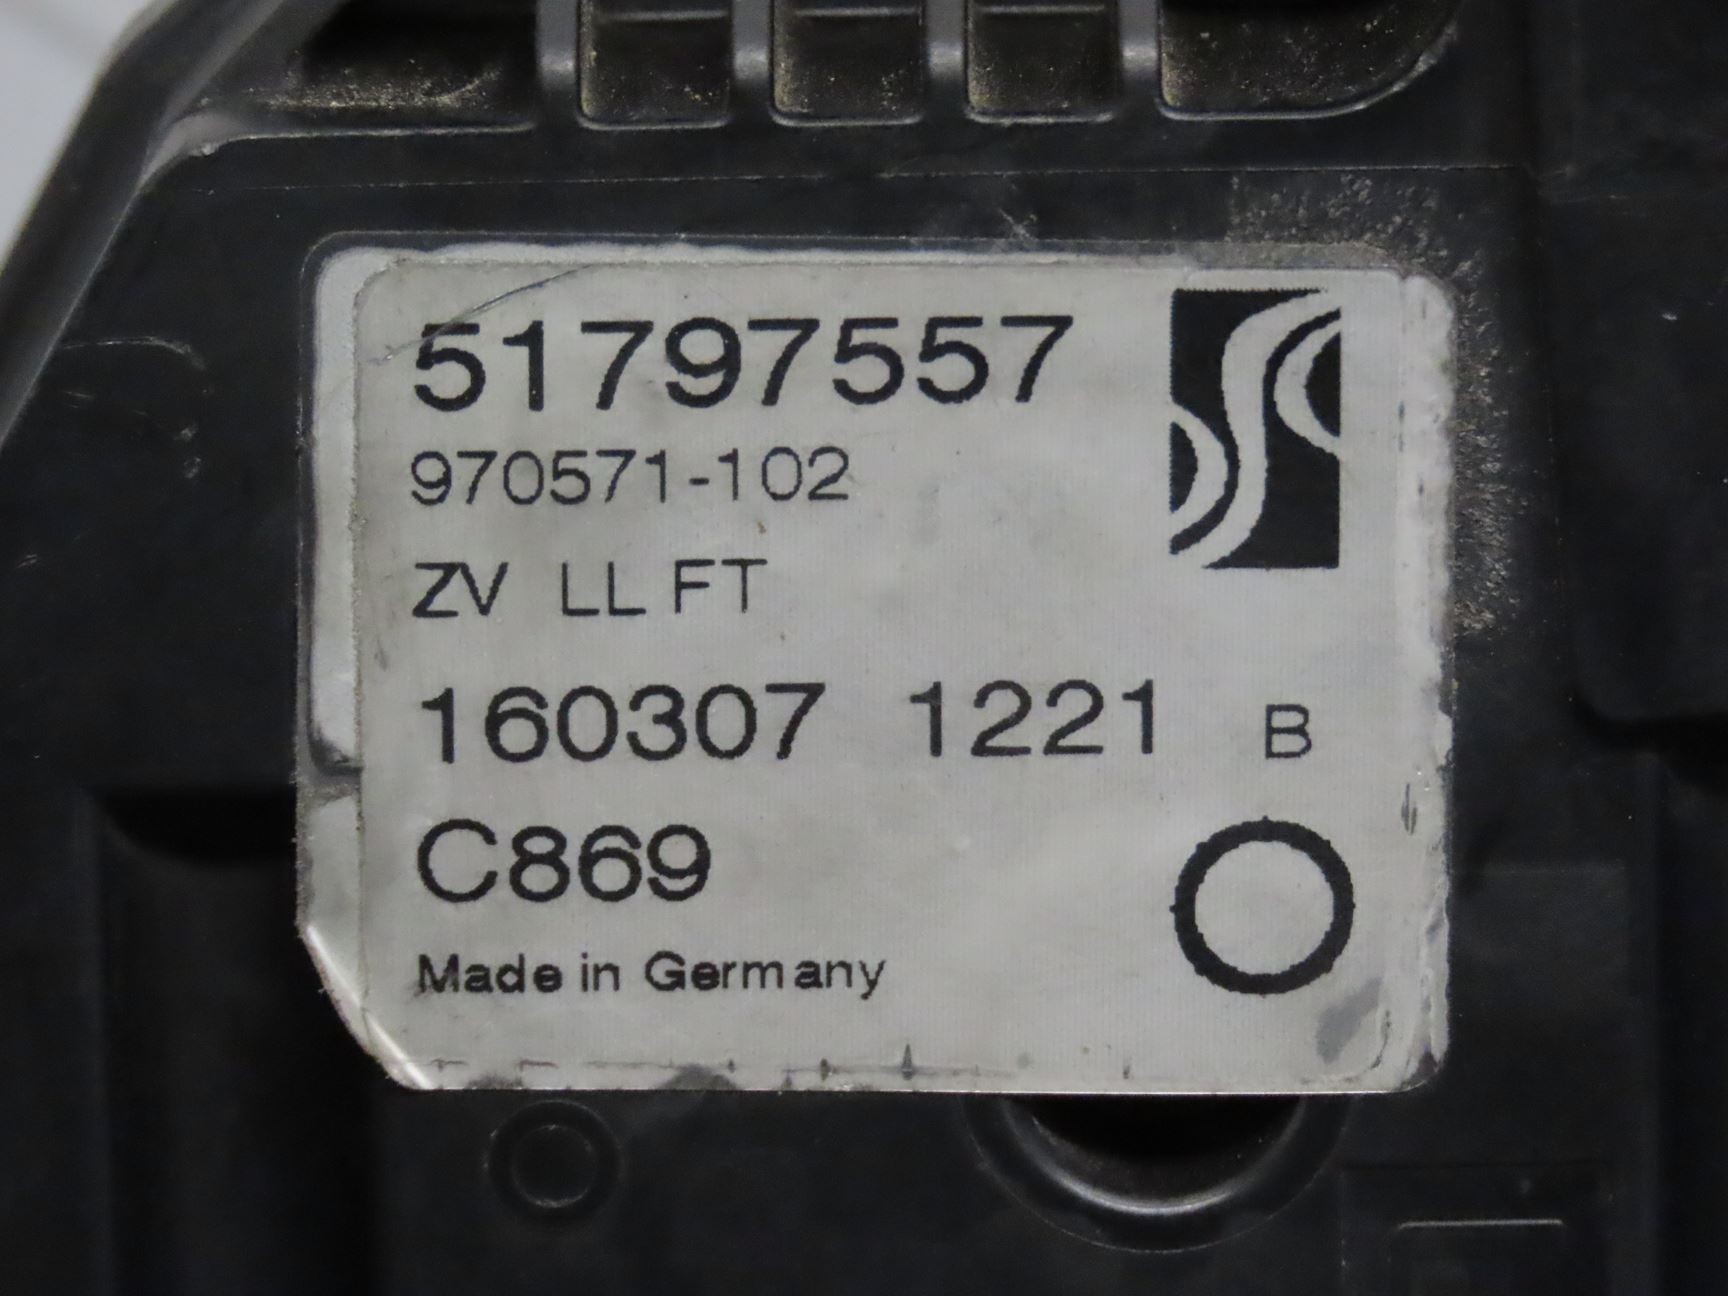 51797557
970571-102
ZV LL FT
160307 1221 B
C869
Made in Germany